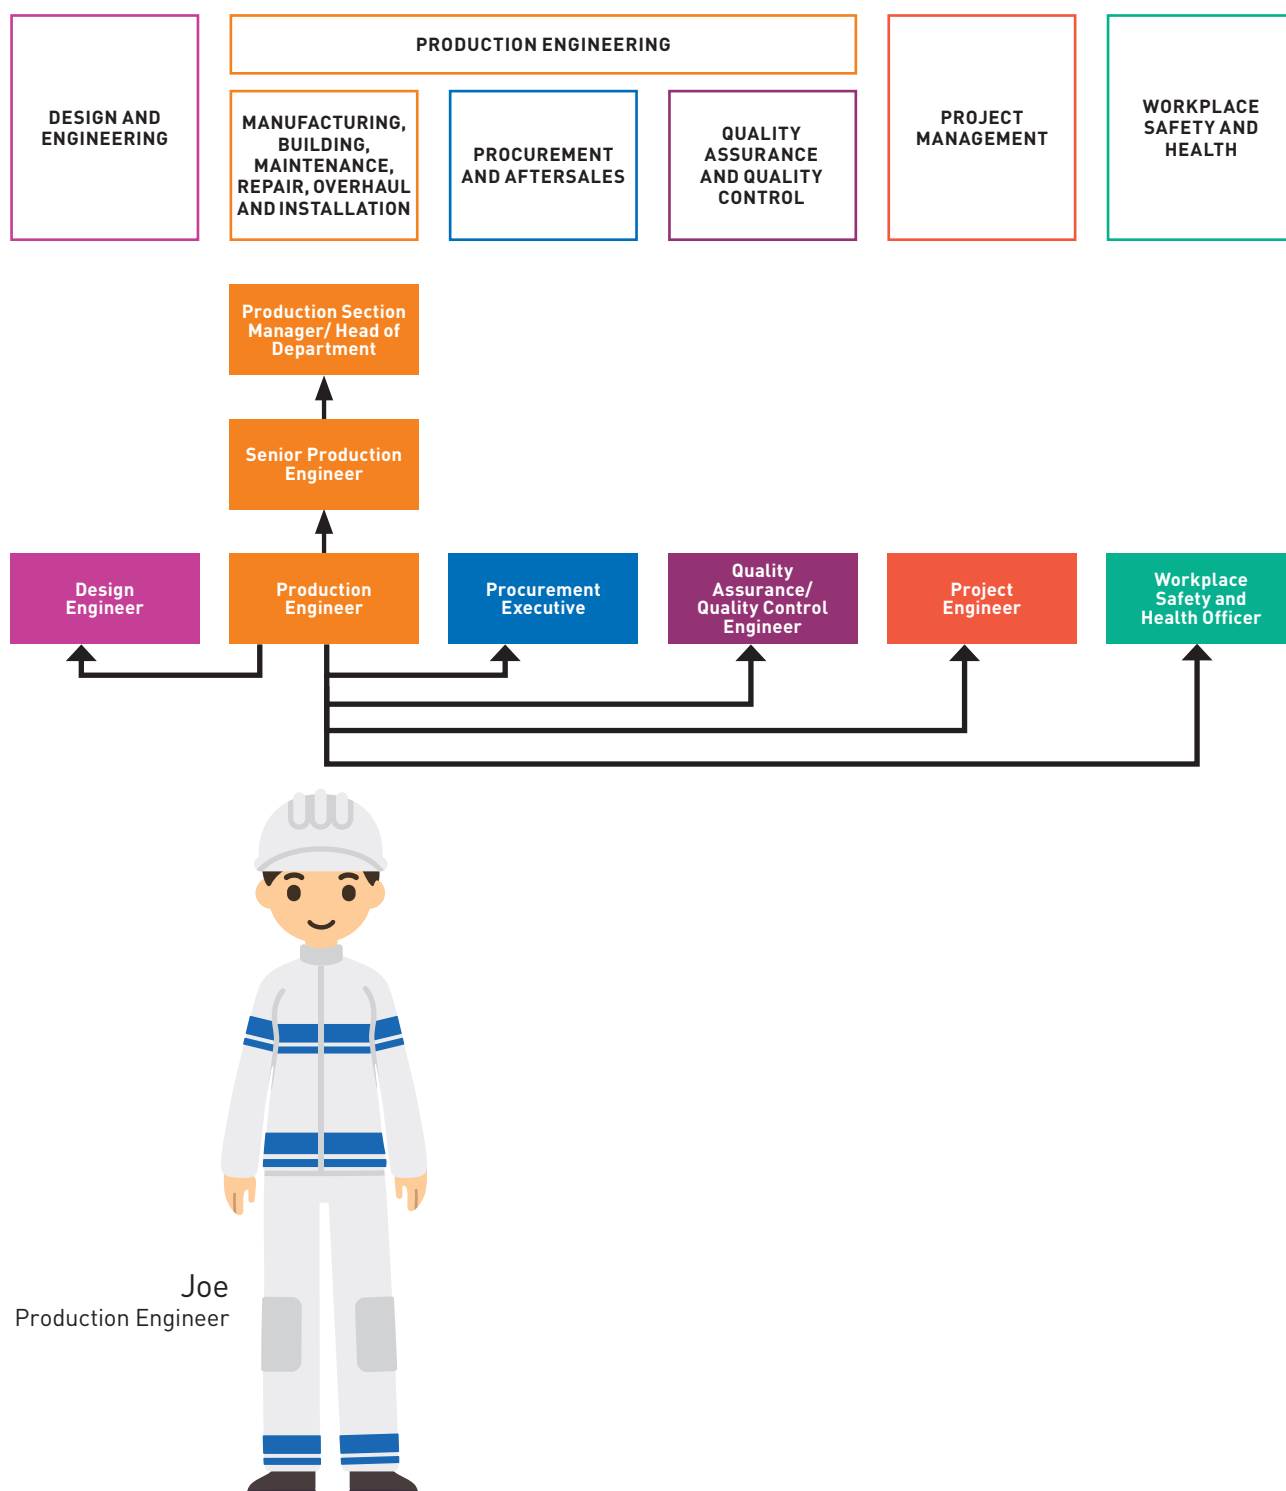 DESIGN AND
ENGINEERING
PRODUCTION ENGINEERING
MANUFACTURING,
BUILDING,
MAINTENANCE,
REPAIR, OVERHAUL
AND INSTALLATION
PROCUREMENT
AND AFTERSALES
QUALITY
ASSURANCE
AND QUALITY
CONTROL
PROJECT
MANAGEMENT
WORKPLACE
SAFETY AND
HEALTH
Production Section
Manager/ Head of
Department
Senior Production
Engineer
Design
Engineer
Production
Engineer
Procurement
Executive
Quality
Assurance/
Quality Control
Engineer
Project
Engineer
Workplace
Safety and
Health Officer
Joe
Production Engineer